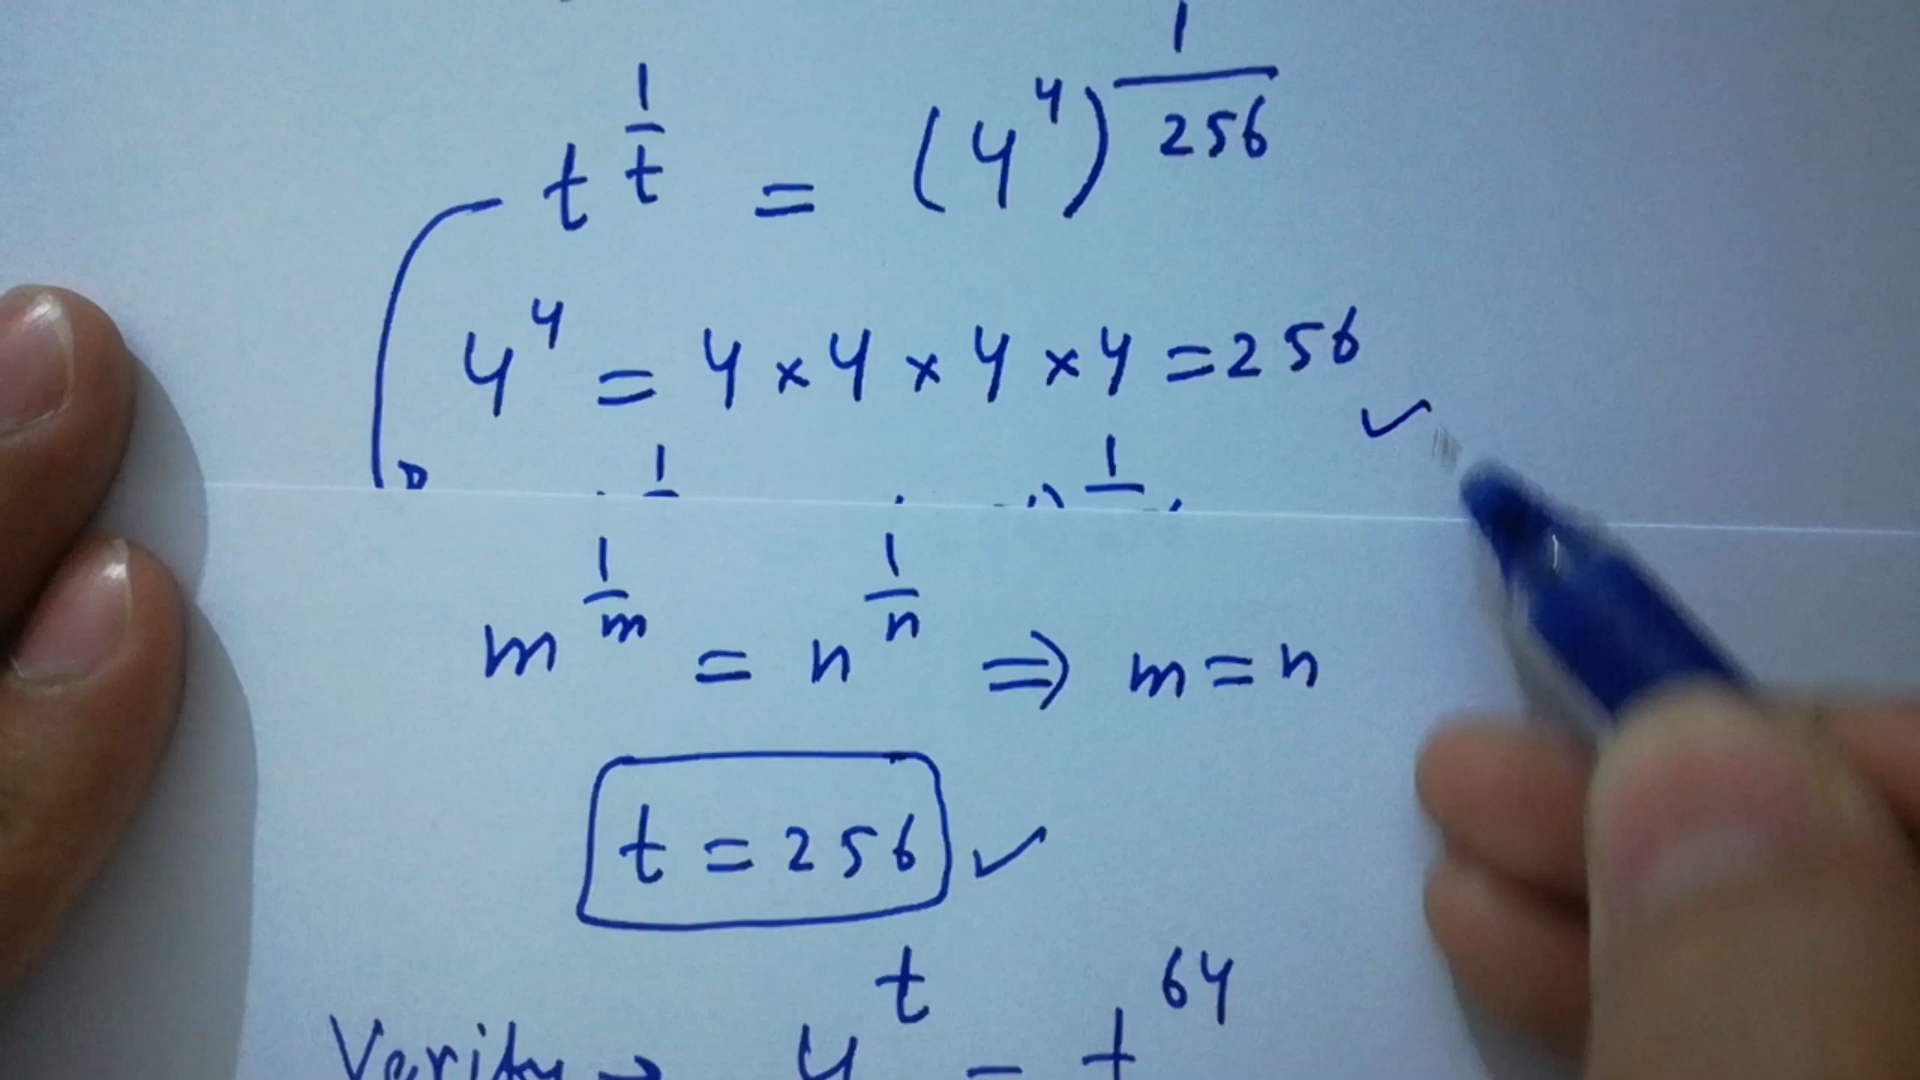 t^(1/t) = (4^4)^(1/256)
4^4 = 4 × 4 × 4 × 4 = 256 ✓
m^(1/m) = n^(1/n) ⇒ m = n
t = 256 ✓
Verify → 4^t = t^64